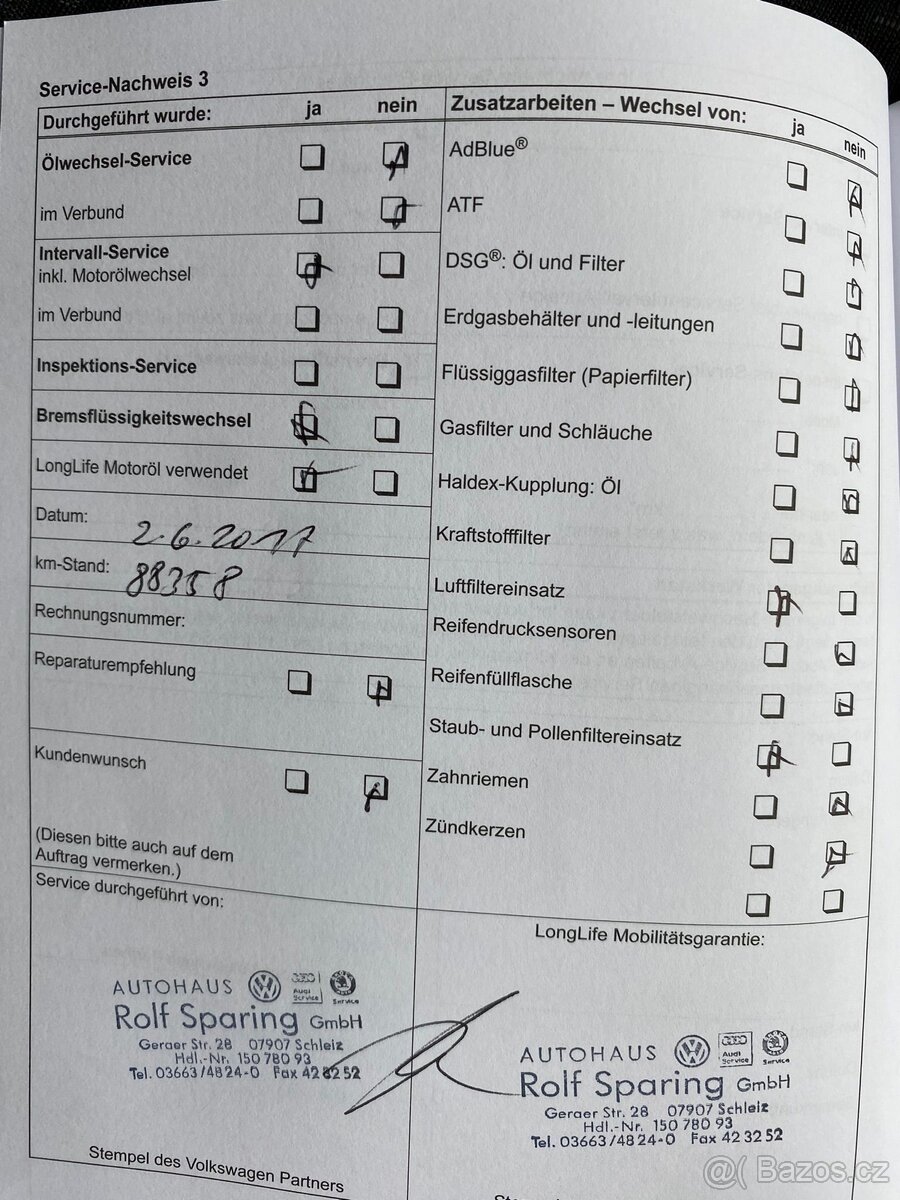 Service-Nachweis 3
Durchgeführt wurde: ja nein
Ölwechsel-Service
im Verbund
Intervall-Service
inkl. Motorölwechsel
im Verbund
Inspektions-Service
Bremsflüssigkeitswechsel
LongLife Motoröl verwendet
Datum: 2.6.2017
km-Stand: 88358
Rechnungsnummer:
Reparaturempfehlung
Kundenwunsch
(Diesen bitte auch auf dem
Auftrag vermerken.)
Service durchgeführt von:
AUTOHAUS
Audi
Service
Service
Rolf Sparing GmbH
Geraer Str. 28 07907 Schleiz
Hdl.-Nr. 150 780 93
Tel. 03663/4824-0 Fax 423252
Stempel des Volkswagen Partners
Zusatzarbeiten – Wechsel von: ja nein
AdBlue®
ATF
DSG®: Öl und Filter
Erdgasbehälter und -leitungen
Flüssiggasfilter (Papierfilter)
Gasfilter und Schläuche
Haldex-Kupplung: Öl
Kraftstofffilter
Luftfiltereinsatz
Reifendrucksensoren
Reifenfüllflasche
Staub- und Pollenfiltereinsatz
Zahnriemen
Zündkerzen
LongLife Mobilitätsgarantie:
AUTOHAUS
Audi
Service
Service
Rolf Sparing GmbH
Geraer Str. 28 07907 Schleiz
Hdl.-Nr. 150 780 93
Tel. 03663/4824-0 Fax 423252
Bazos.cz